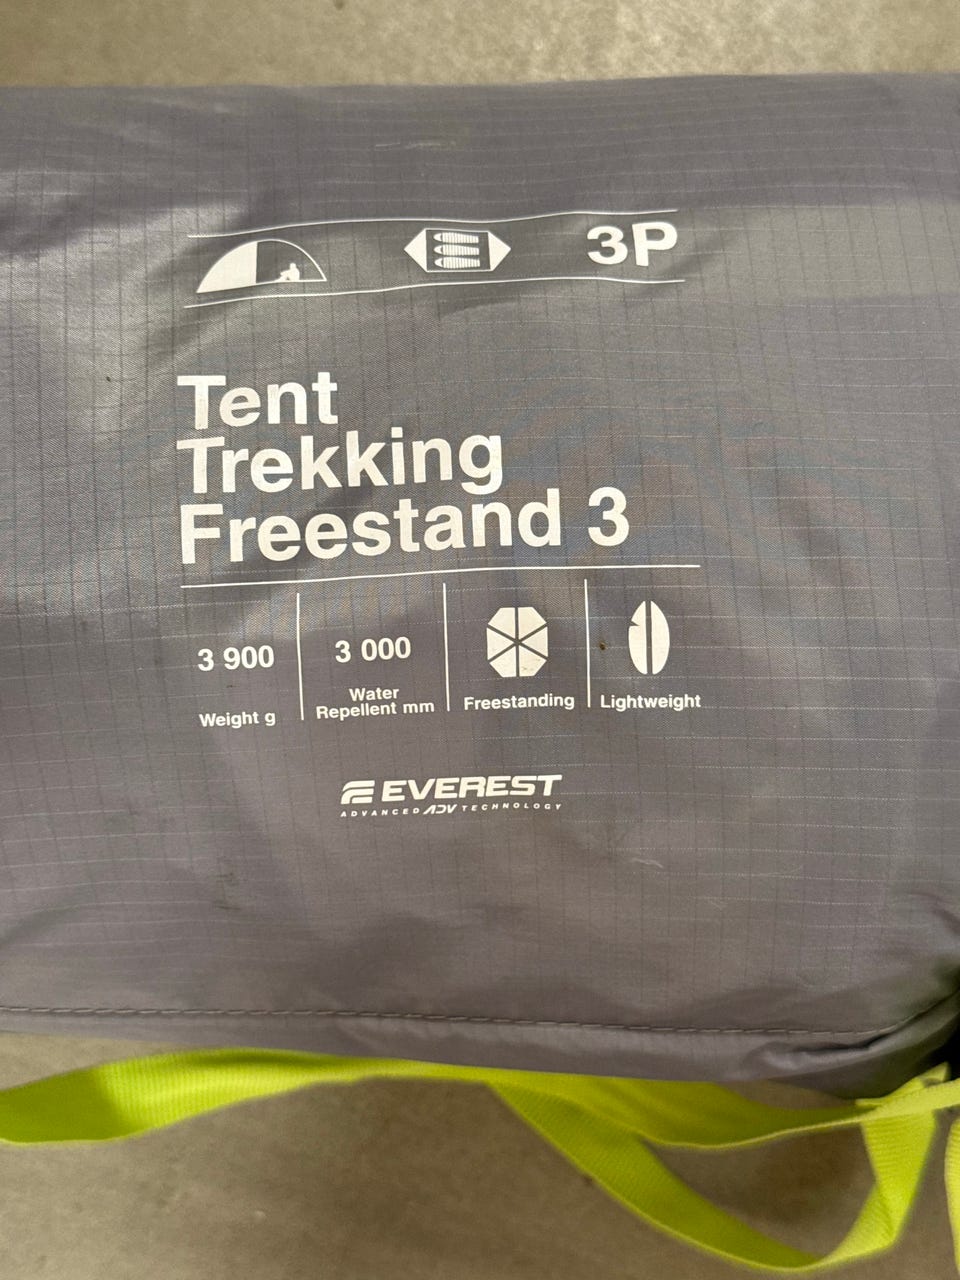 3P
Tent
Trekking
Freestand 3
3 900
Weight g
3 000
Water
Repellent mm
Freestanding
Lightweight
EVEREST
ADVANCED ADV TECHNOLOGY